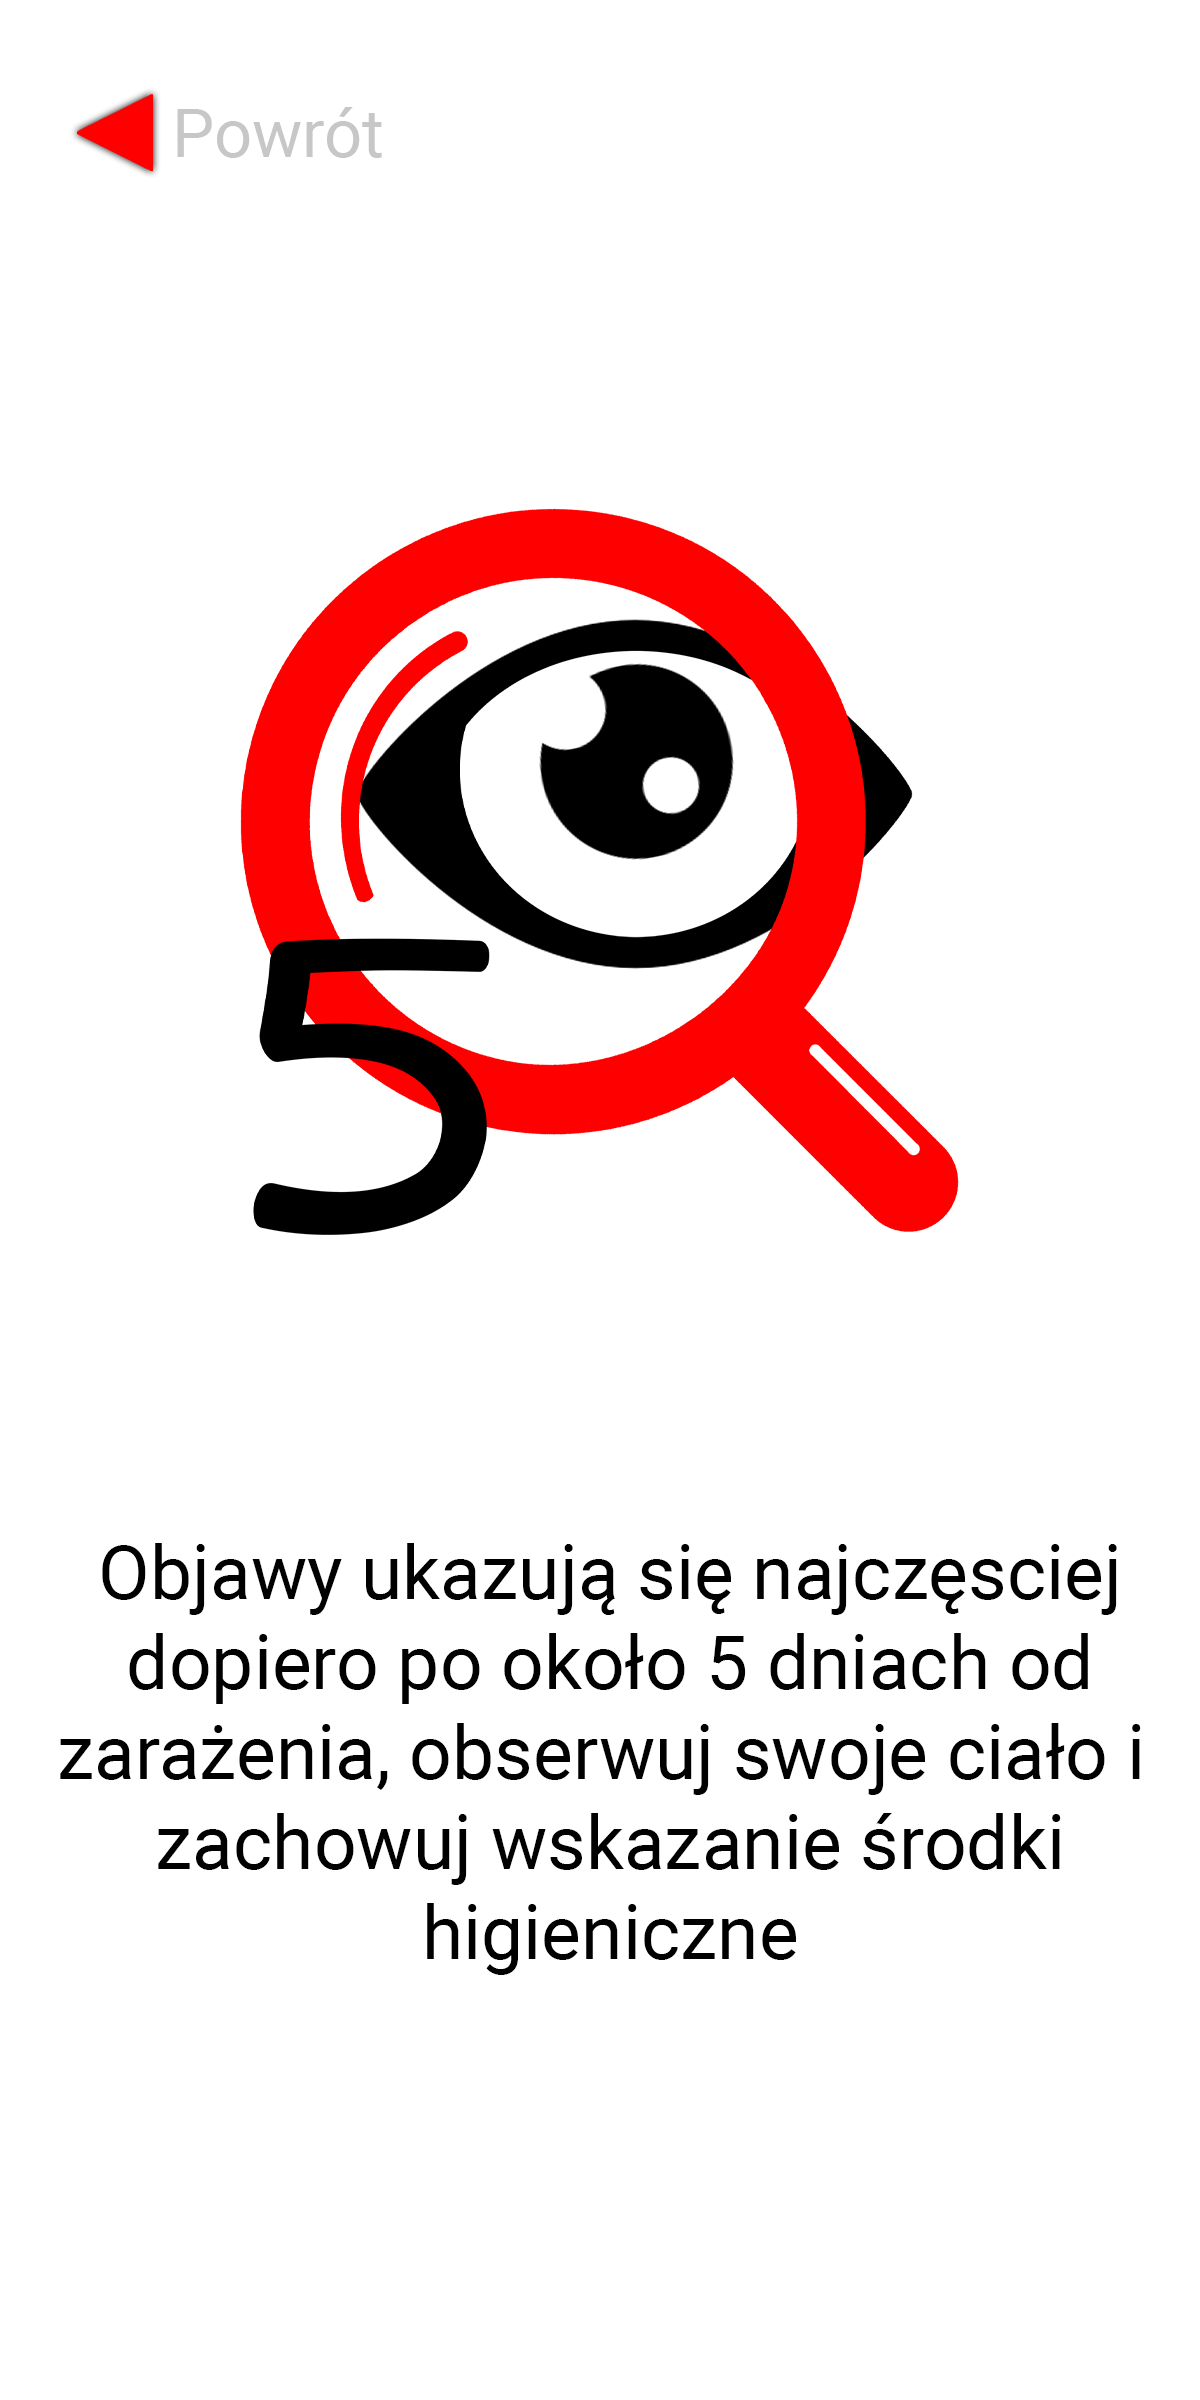 Powrót
5
Objawy ukazują się najczęsciej
dopiero po około 5 dniach od
zarażenia, obserwuj swoje ciało i
zachowuj wskazanie środki
higieniczne